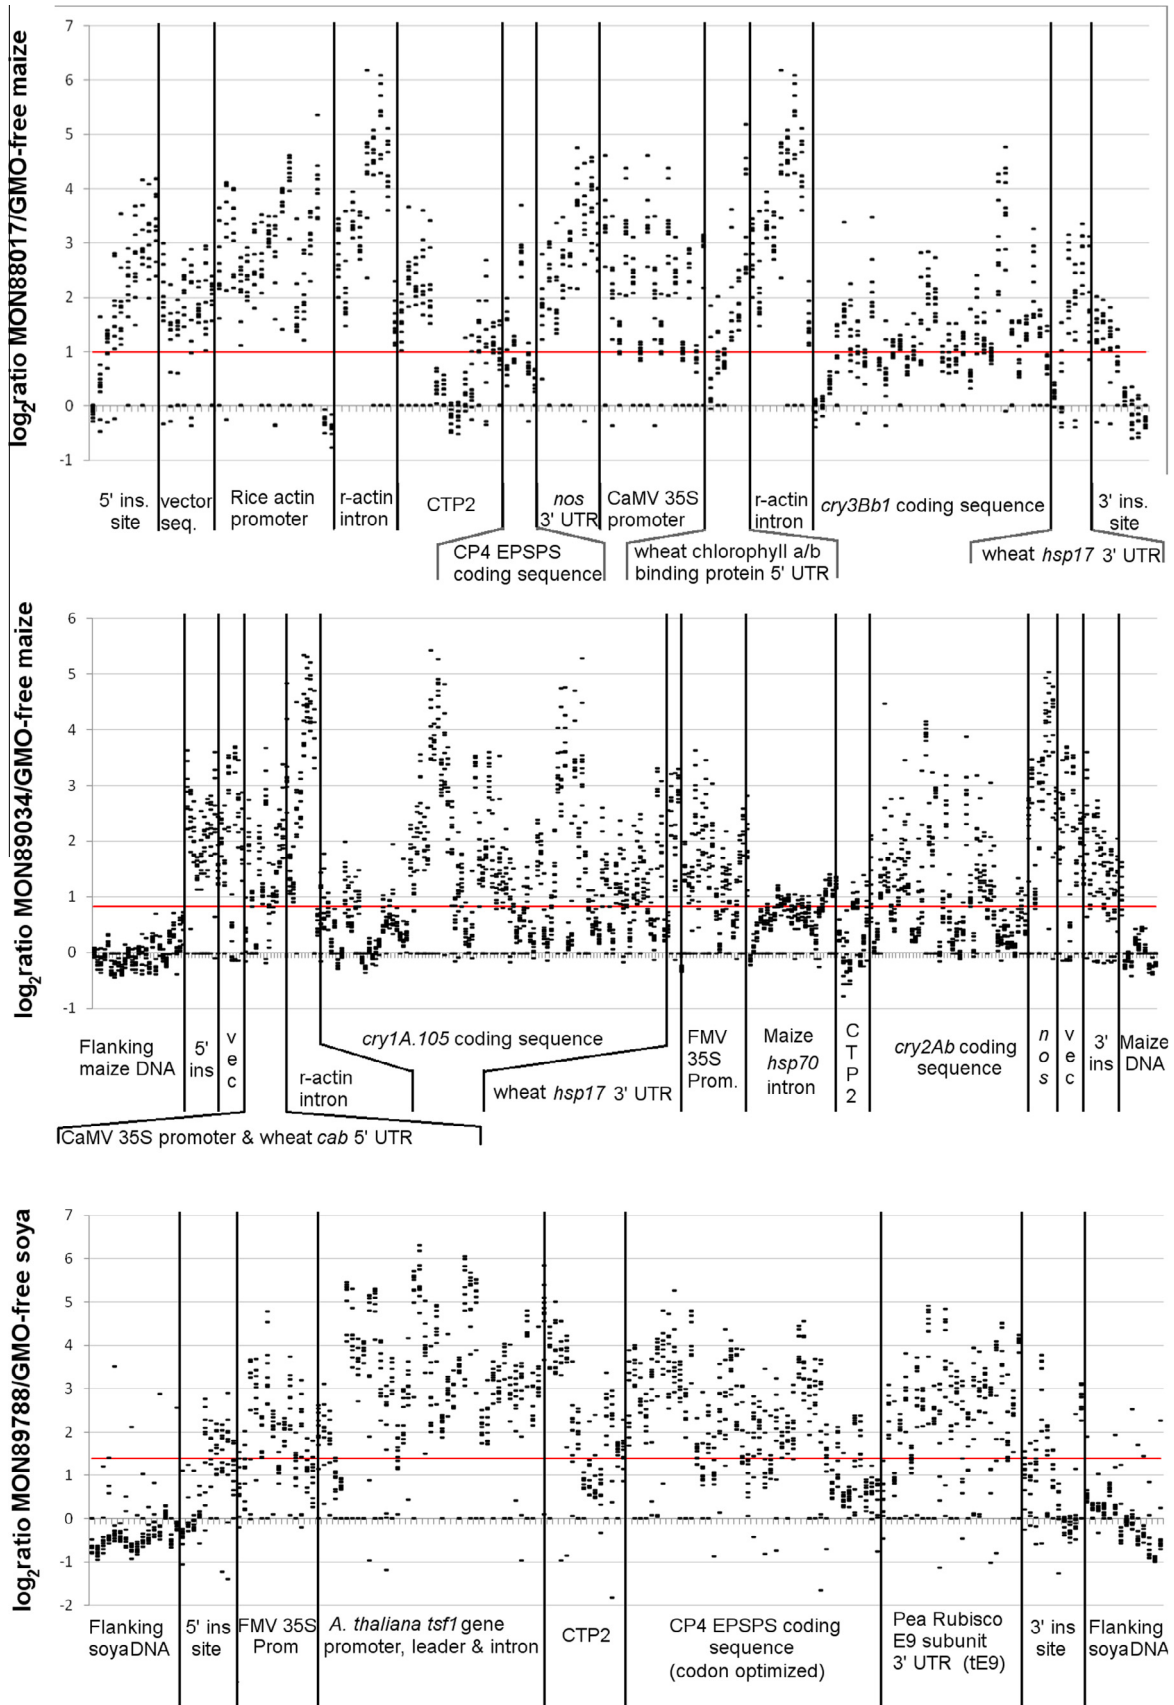 log2ratio MON88017/GMO-free maize
7
6
5
4
3
2
1
0
-1
5' ins. site
vector seq.
Rice actin promoter
r-actin intron
CTP2
CP4 EPSPS coding sequence
nos 3' UTR
CaMV 35S promoter
wheat chlorophyll a/b binding protein 5' UTR
r-actin intron
cry3Bb1 coding sequence
wheat hsp17 3' UTR
3' ins. site
log2ratio MON89034/GMO-free maize
6
5
4
3
2
1
0
-1
Flanking maize DNA
5' ins
vec
CaMV 35S promoter & wheat cab 5' UTR
r-actin intron
cry1A.105 coding sequence
wheat hsp17 3' UTR
FMV 35S Prom.
Maize hsp70 intron
CTP2
cry2Ab coding sequence
nos
vec
3' ins
Maize DNA
log2ratio MON89788/GMO-free soya
7
6
5
4
3
2
1
0
-1
-2
Flanking soyaDNA
5' ins site
FMV 35S Prom
A. thaliana tsf1 gene promoter, leader & intron
CTP2
CP4 EPSPS coding sequence (codon optimized)
Pea Rubisco E9 subunit 3' UTR (tE9)
3' ins site
Flanking soyaDNA